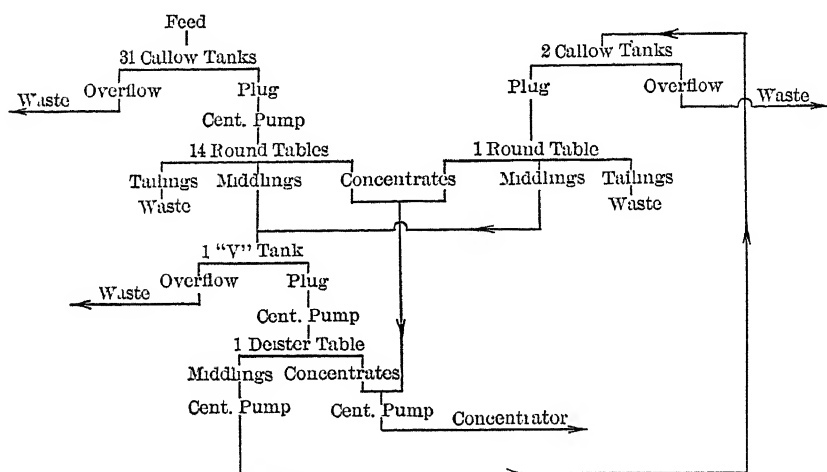 Feed
31 Callow Tanks
2 Callow Tanks
Waste
Overflow
Plug
Plug
Overflow
Waste
Cent. Pump
14 Round Tables
1 Round Table
Tailings
Middlings
Concentrates
Middlings
Tailings
Waste
Waste
1 "V" Tank
Waste
Overflow
Plug
Cent. Pump
1 Deister Table
Middlings
Concentrates
Cent. Pump
Cent. Pump
Concentrator